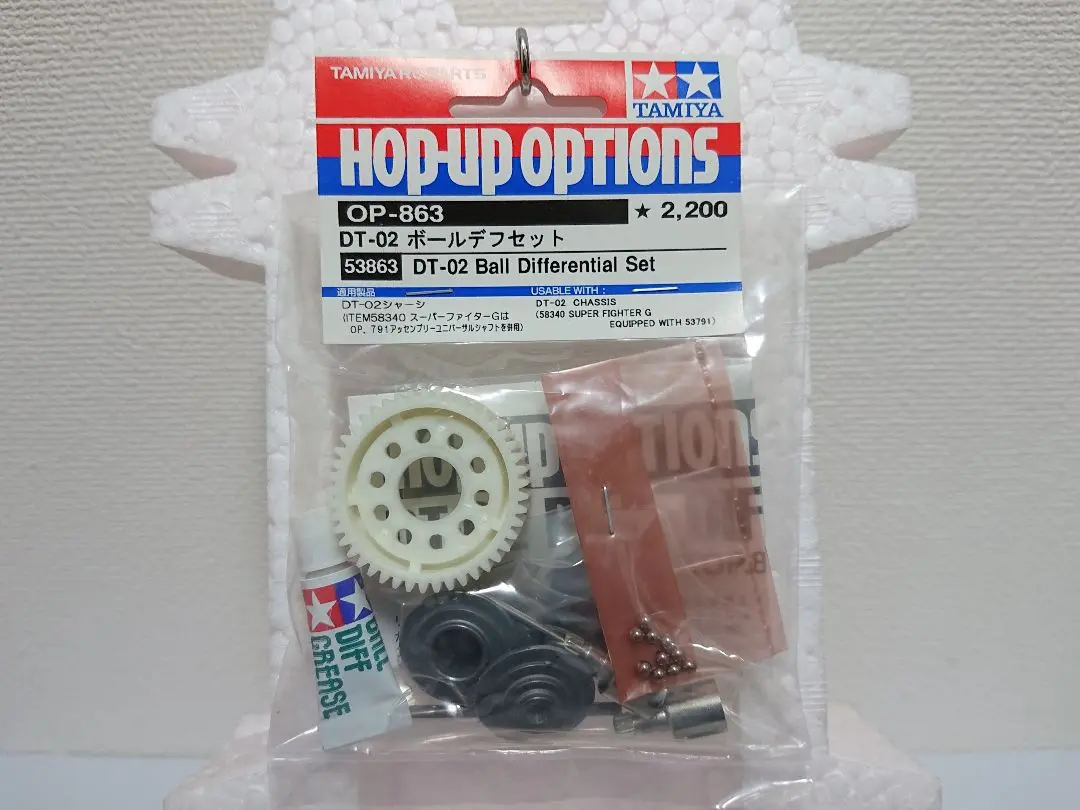 TAMIYA RC PARTS
TAMIYA
HOP-UP OPTIONS
OP-863 ★ 2,200
DT-02 ボールデフセット
53863 DT-02 Ball Differential Set
適用製品 USABLE WITH :
DT-02シャーシ
(ITEM58340 スーパーファイターGは
OP．791アッセンブリーユニバーサルシャフトを併用)
DT-02 CHASSIS
(58340 SUPER FIGHTER G
EQUIPPED WITH 53791)
DIFF
GREASE